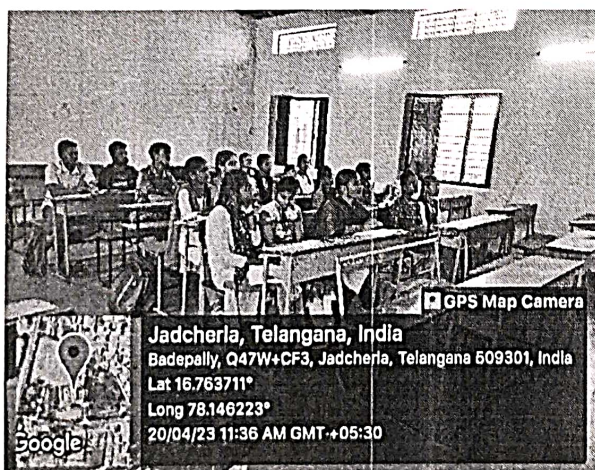 GPS Map Camera
Jadcherla, Telangana, India
Badepally, Q47W+CF3, Jadcherla, Telangana 509301, India
Lat 16.763711°
Long 78.146223°
20/04/23 11:36 AM GMT+05:30
Google